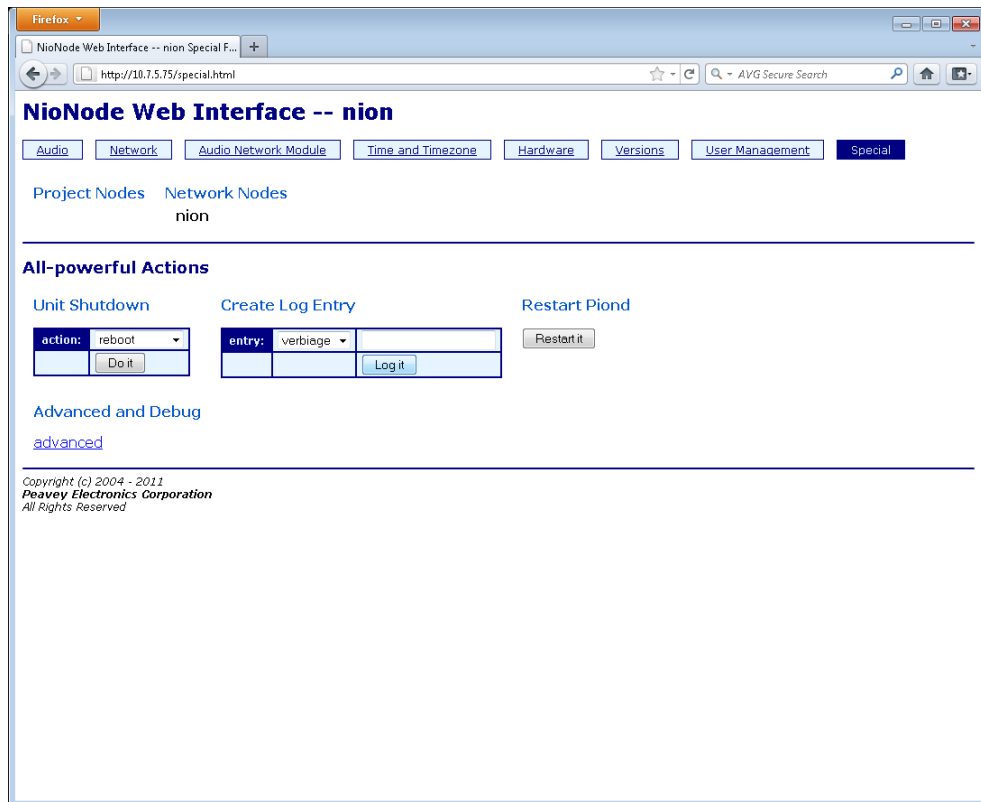 Firefox
NioNode Web Interface -- nion Special F...
http://10.7.5.75/special.html
AVG Secure Search
NioNode Web Interface -- nion
Audio Network Audio Network Module Time and Timezone Hardware Versions User Management Special
Project Nodes Network Nodes
nion
All-powerful Actions
Unit Shutdown Create Log Entry Restart Piond
action: reboot entry: verbiage Restart it
Do it Log it
Advanced and Debug
advanced
Copyright (c) 2004 - 2011
Peavey Electronics Corporation
All Rights Reserved